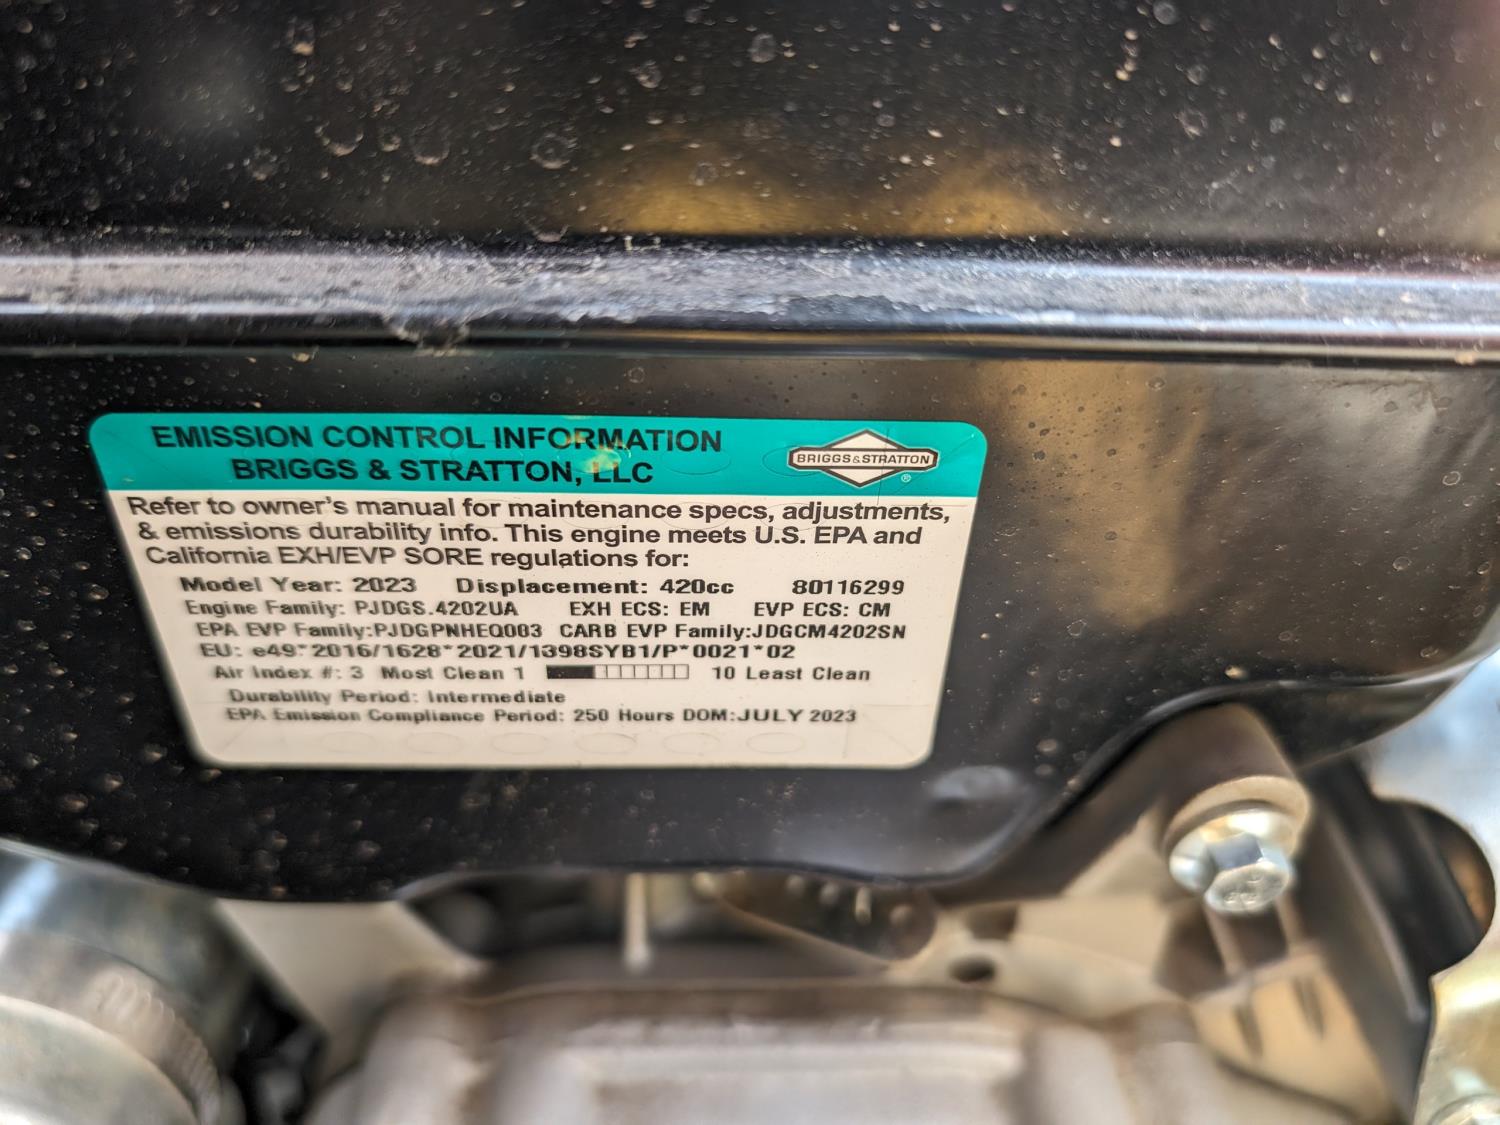 EMISSION CONTROL INFORMATION
BRIGGS & STRATTON, LLC
BRIGGS&STRATTON
®
Refer to owner's manual for maintenance specs, adjustments,
& emissions durability info. This engine meets U.S. EPA and
California EXH/EVP SORE regulations for:
Model Year: 2023 Displacement: 420cc 80116299
Engine Family: PJDGS.4202UA EXH ECS: EM EVP ECS: CM
EPA EVP Family:PJDGPNHEQ003 CARB EVP Family:JDGCM4202SN
EU: e49*2016/1628*2021/1398SYB1/P*0021*02
Air Index #: 3 Most Clean 1 10 Least Clean
Durability Period: Intermediate
EPA Emission Compliance Period: 250 Hours DOM:JULY 2023